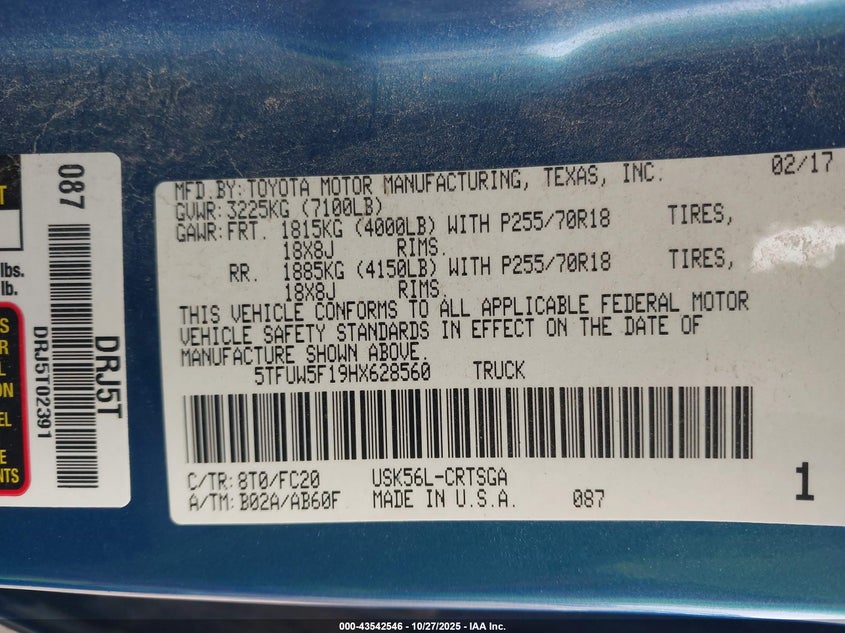 MFD.BY:TOYOTA MOTOR MANUFACTURING, TEXAS, INC. 02/17
GVWR:3225KG (7100LB)
GAWR:FRT. 1815KG (4000LB) WITH P255/70R18 TIRES,
18X8J RIMS.
RR. 1885KG (4150LB) WITH P255/70R18 TIRES,
18X8J RIMS.
THIS VEHICLE CONFORMS TO ALL APPLICABLE FEDERAL MOTOR
VEHICLE SAFETY STANDARDS IN EFFECT ON THE DATE OF
MANUFACTURE SHOWN ABOVE.
5TFUW5F19HX628560 TRUCK
C/TR:8T0/FC20 USK56L-CRTSGA
A/TM:B02A/AB60F MADE IN U.S.A. 087
1
087
DRJ5T
DRJ5T02391
lbs.
lb.
000-43542546 | 10/27/2025 - IAA Inc.